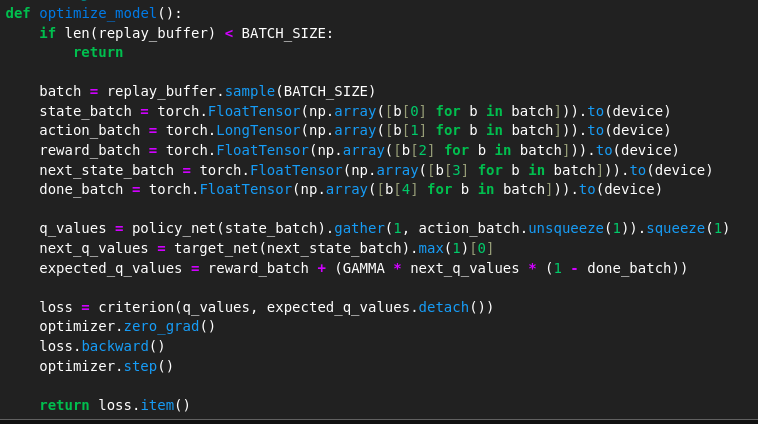 def optimize_model():
    if len(replay_buffer) < BATCH_SIZE:
        return

    batch = replay_buffer.sample(BATCH_SIZE)
    state_batch = torch.FloatTensor(np.array([b[0] for b in batch])).to(device)
    action_batch = torch.LongTensor(np.array([b[1] for b in batch])).to(device)
    reward_batch = torch.FloatTensor(np.array([b[2] for b in batch])).to(device)
    next_state_batch = torch.FloatTensor(np.array([b[3] for b in batch])).to(device)
    done_batch = torch.FloatTensor(np.array([b[4] for b in batch])).to(device)

    q_values = policy_net(state_batch).gather(1, action_batch.unsqueeze(1)).squeeze(1)
    next_q_values = target_net(next_state_batch).max(1)[0]
    expected_q_values = reward_batch + (GAMMA * next_q_values * (1 - done_batch))

    loss = criterion(q_values, expected_q_values.detach())
    optimizer.zero_grad()
    loss.backward()
    optimizer.step()

    return loss.item()